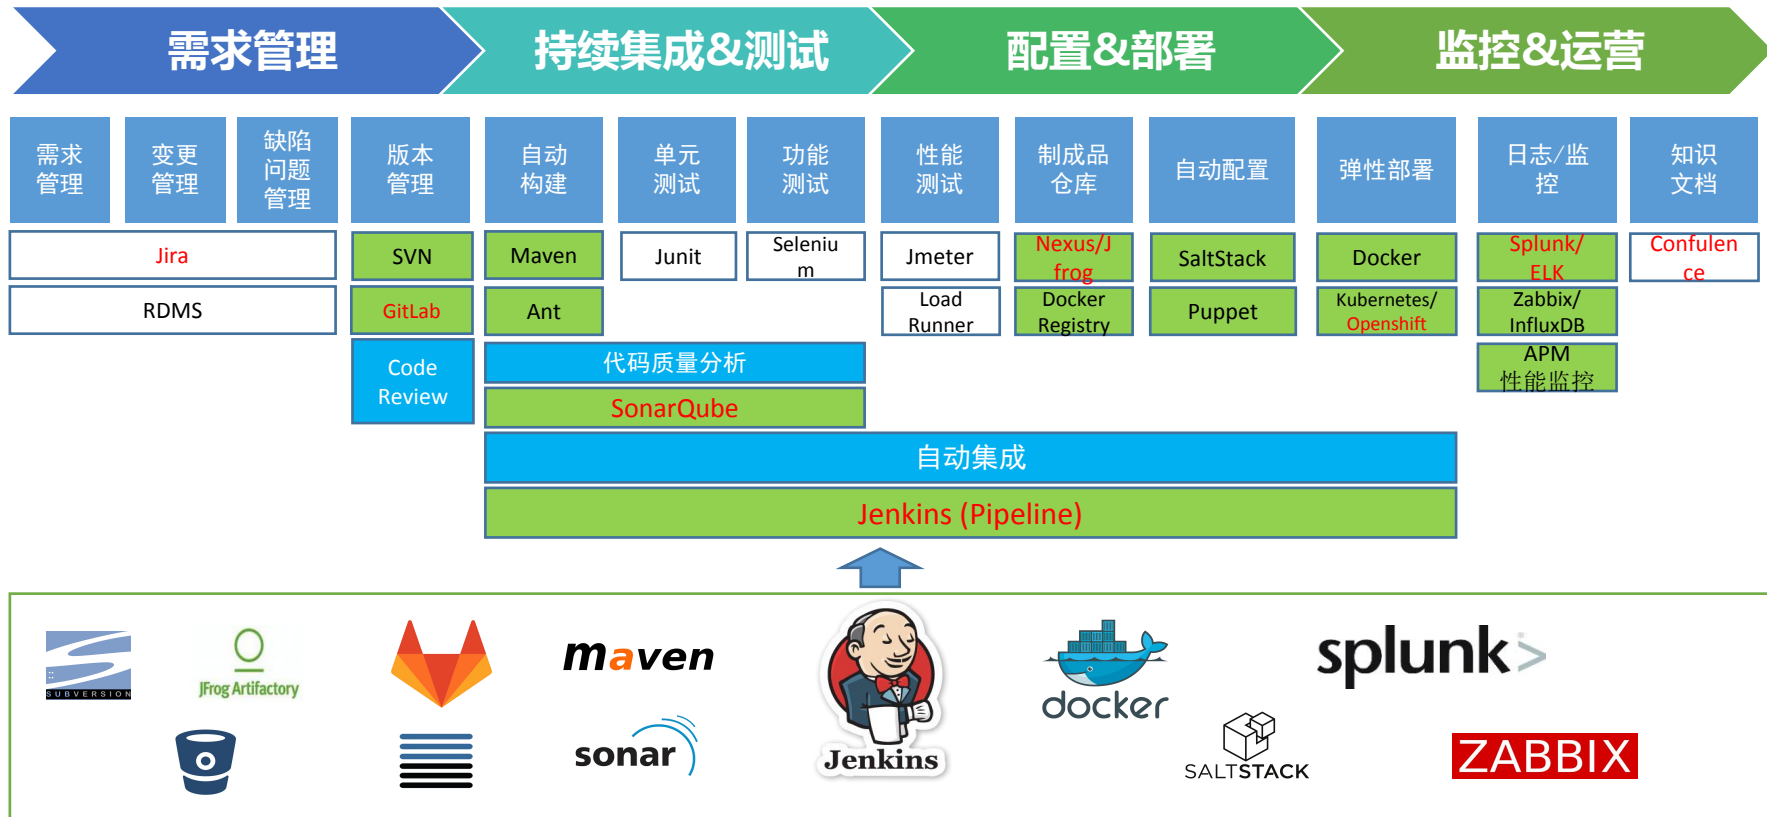 需求管理
持续集成&测试
配置&部署
监控&运营
需求
管理
变更
管理
缺陷
问题
管理
版本
管理
自动
构建
单元
测试
功能
测试
性能
测试
制成品
仓库
自动配置
弹性部署
日志/监
控
知识
文档
Jira
SVN
Maven
Junit
Seleniu
m
Jmeter
Nexus/J
frog
SaltStack
Docker
Splunk/
ELK
Confulen
ce
RDMS
GitLab
Ant
Load
Runner
Docker
Registry
Puppet
Kubernetes/
Openshift
Zabbix/
InfluxDB
Code
Review
代码质量分析
APM
性能监控
SonarQube
自动集成
Jenkins (Pipeline)
SUBVERSION
JFrog Artifactory
maven
Jenkins
docker
splunk>
sonar
SALTSTACK
ZABBIX